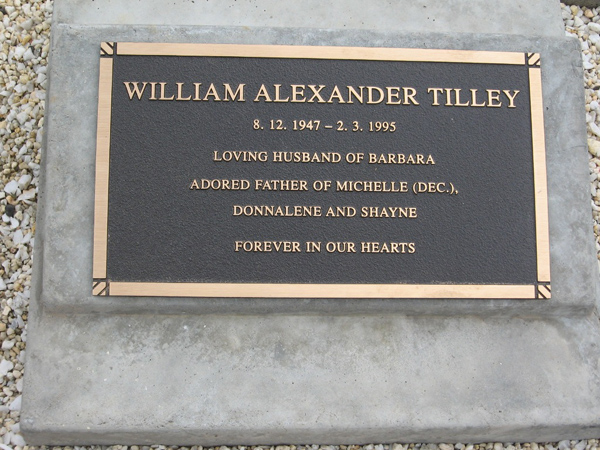 WILLIAM ALEXANDER TILLEY
8. 12. 1947 – 2. 3. 1995
LOVING HUSBAND OF BARBARA
ADORED FATHER OF MICHELLE (DEC.),
DONNALENE AND SHAYNE
FOREVER IN OUR HEARTS